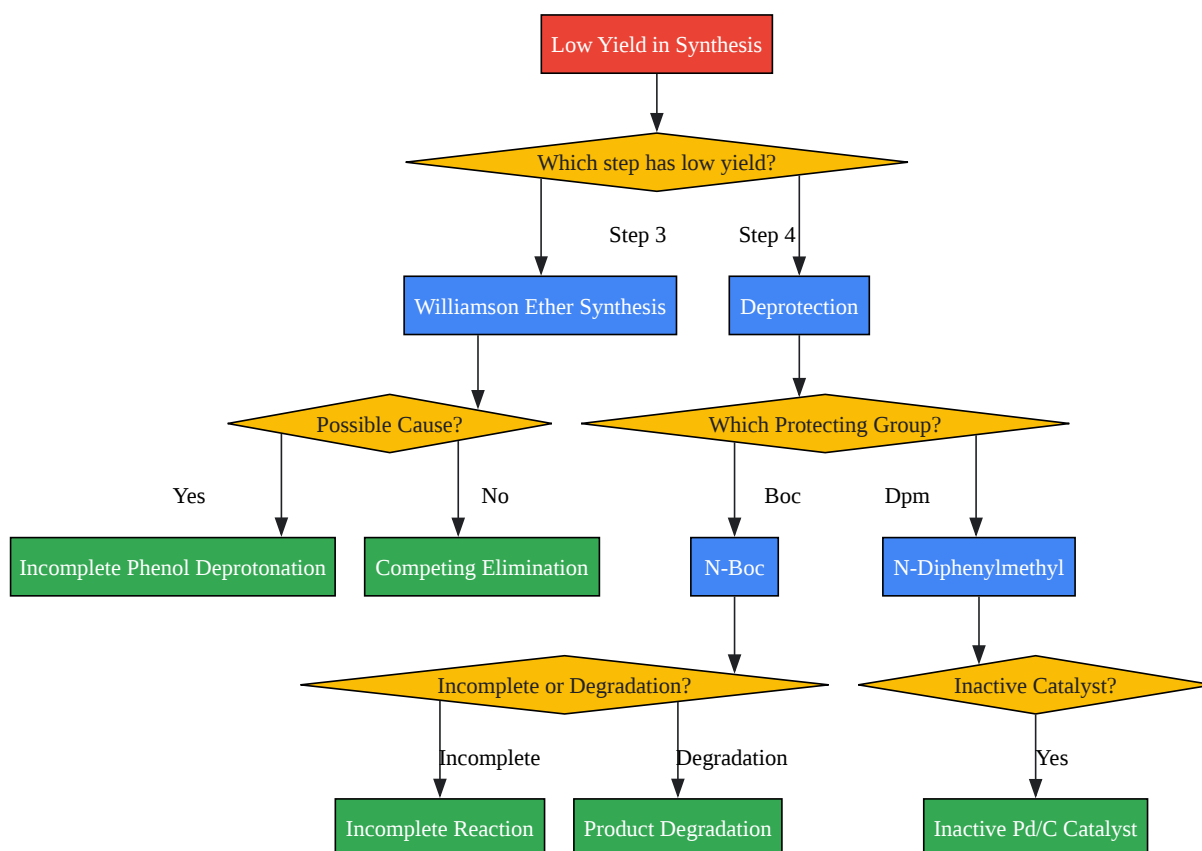 Low Yield in Synthesis
Which step has low yield?
Step 3
Step 4
Williamson Ether Synthesis
Deprotection
Possible Cause?
Which Protecting Group?
Yes
No
Boc
Dpm
Incomplete Phenol Deprotonation
Competing Elimination
N-Boc
N-Diphenylmethyl
Incomplete or Degradation?
Inactive Catalyst?
Incomplete
Degradation
Yes
Incomplete Reaction
Product Degradation
Inactive Pd/C Catalyst